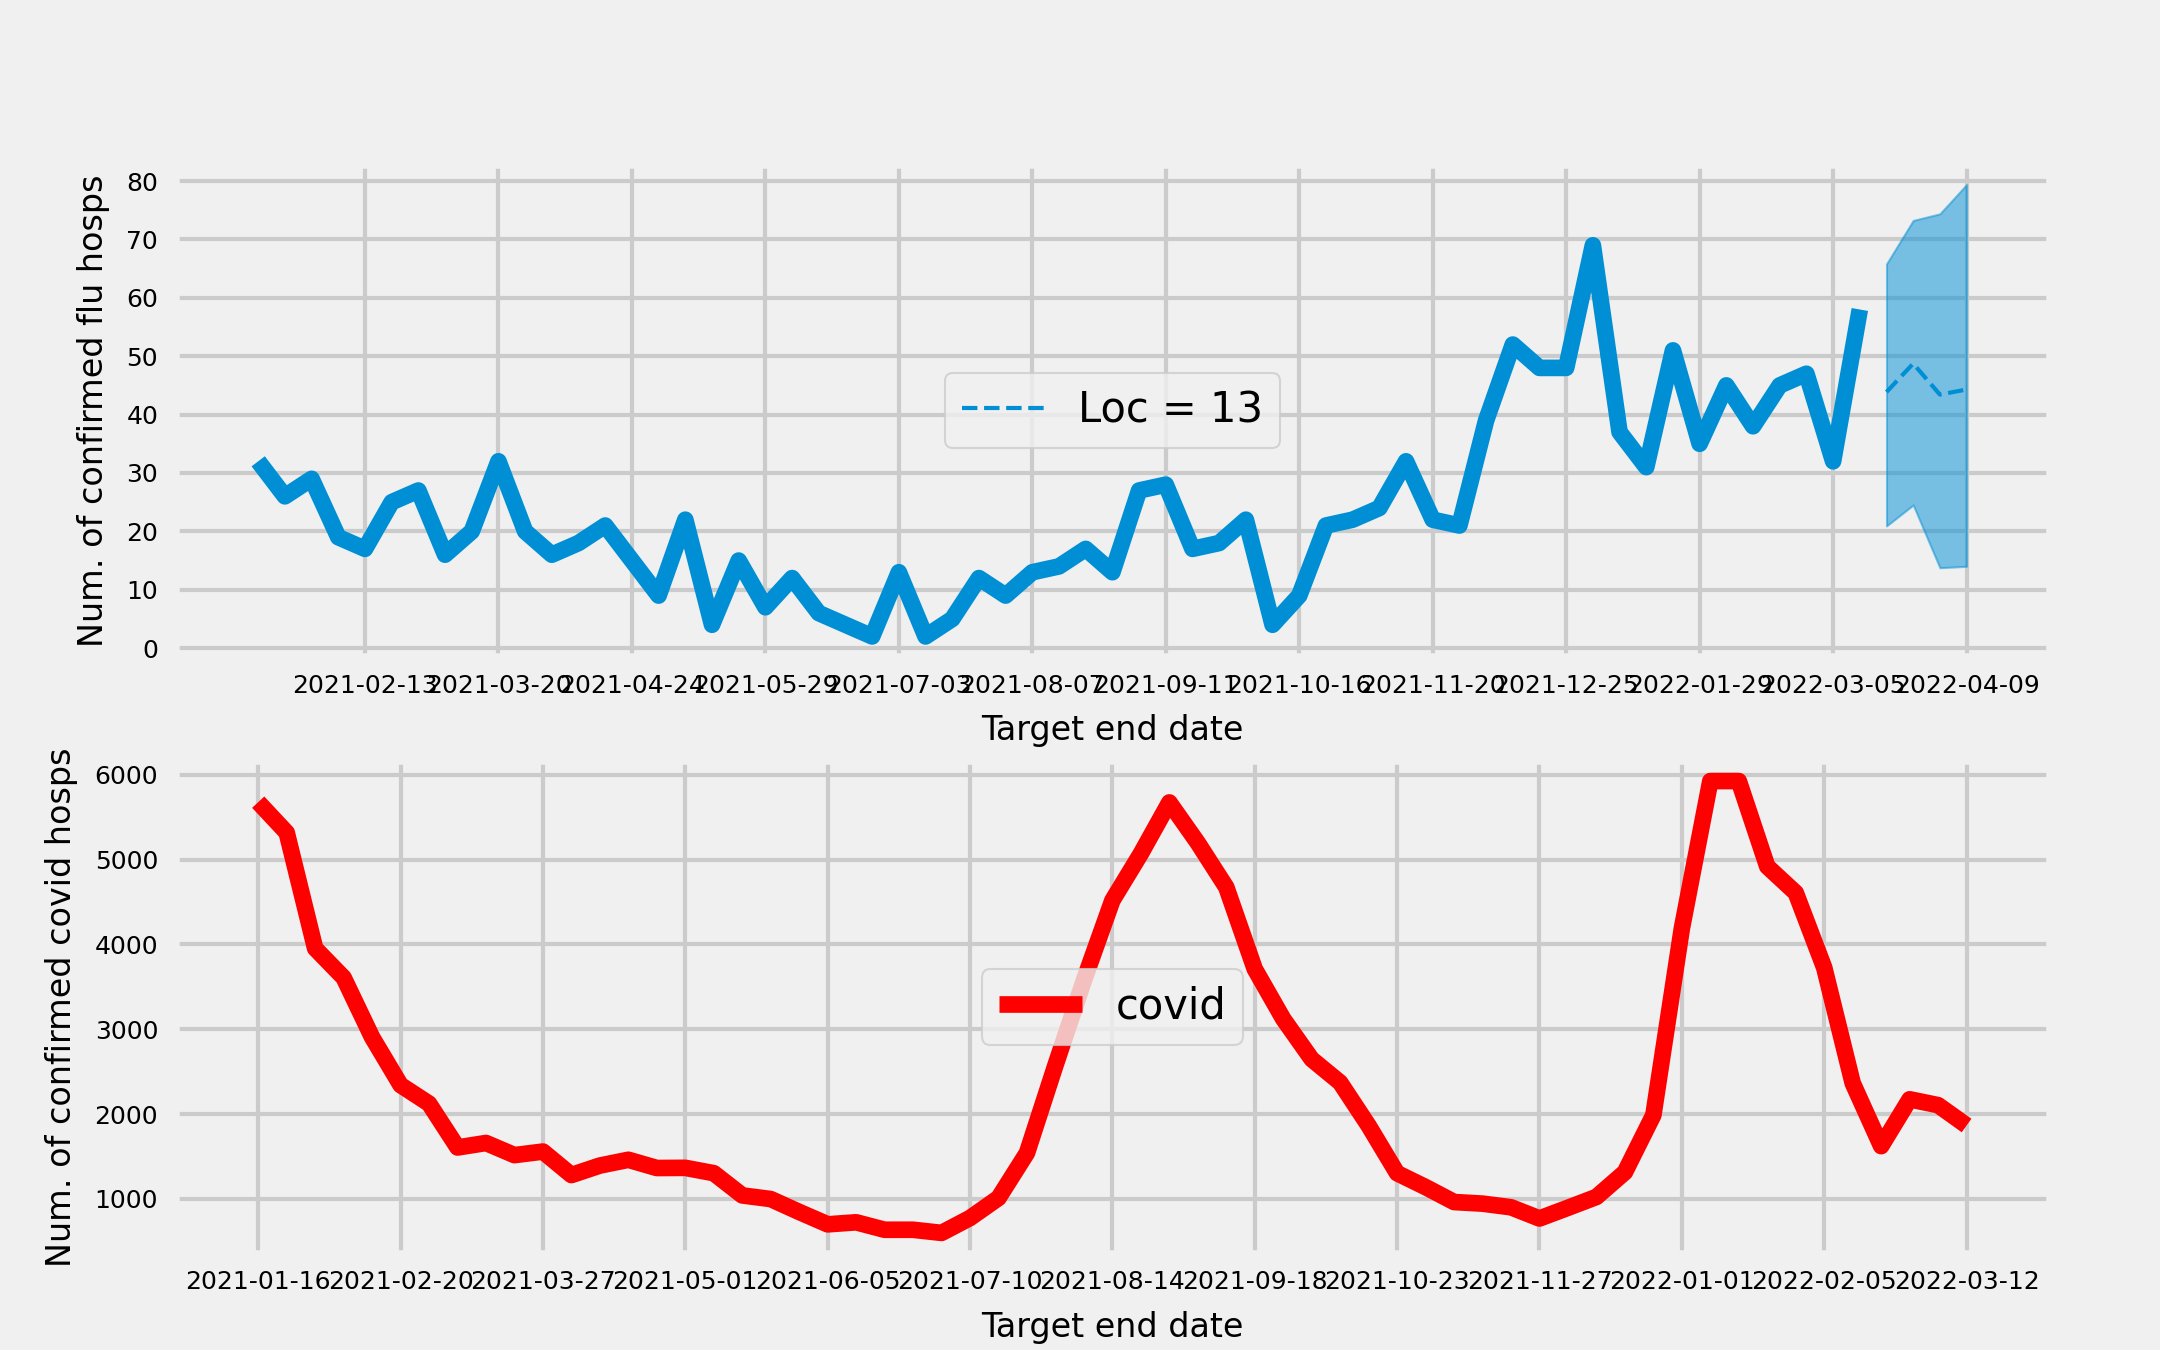 Num. of confirmed flu hosps
80
70
60
50
40
30
20
10
0
Loc = 13
2021-02-13 2021-03-20 2021-04-24 2021-05-29 2021-07-03 2021-08-07 2021-09-11 2021-10-16 2021-11-20 2021-12-25 2022-01-29 2022-03-05 2022-04-09
Target end date
Num. of confirmed covid hosps
6000
5000
4000
3000
2000
1000
covid
2021-01-16 2021-02-20 2021-03-27 2021-05-01 2021-06-05 2021-07-10 2021-08-14 2021-09-18 2021-10-23 2021-11-27 2022-01-01 2022-02-05 2022-03-12
Target end date